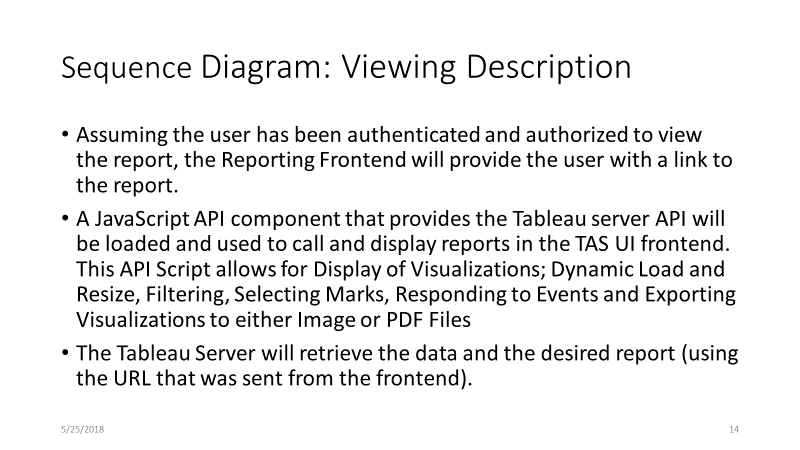 Sequence Diagram: Viewing Description
• Assuming the user has been authenticated and authorized to view
the report, the Reporting Frontend will provide the user with a link to
the report.
• A JavaScript API component that provides the Tableau server API will
be loaded and used to call and display reports in the TAS UI frontend.
This API Script allows for Display of Visualizations; Dynamic Load and
Resize, Filtering, Selecting Marks, Responding to Events and Exporting
Visualizations to either Image or PDF Files
• The Tableau Server will retrieve the data and the desired report (using
the URL that was sent from the frontend).
5/25/2018
14